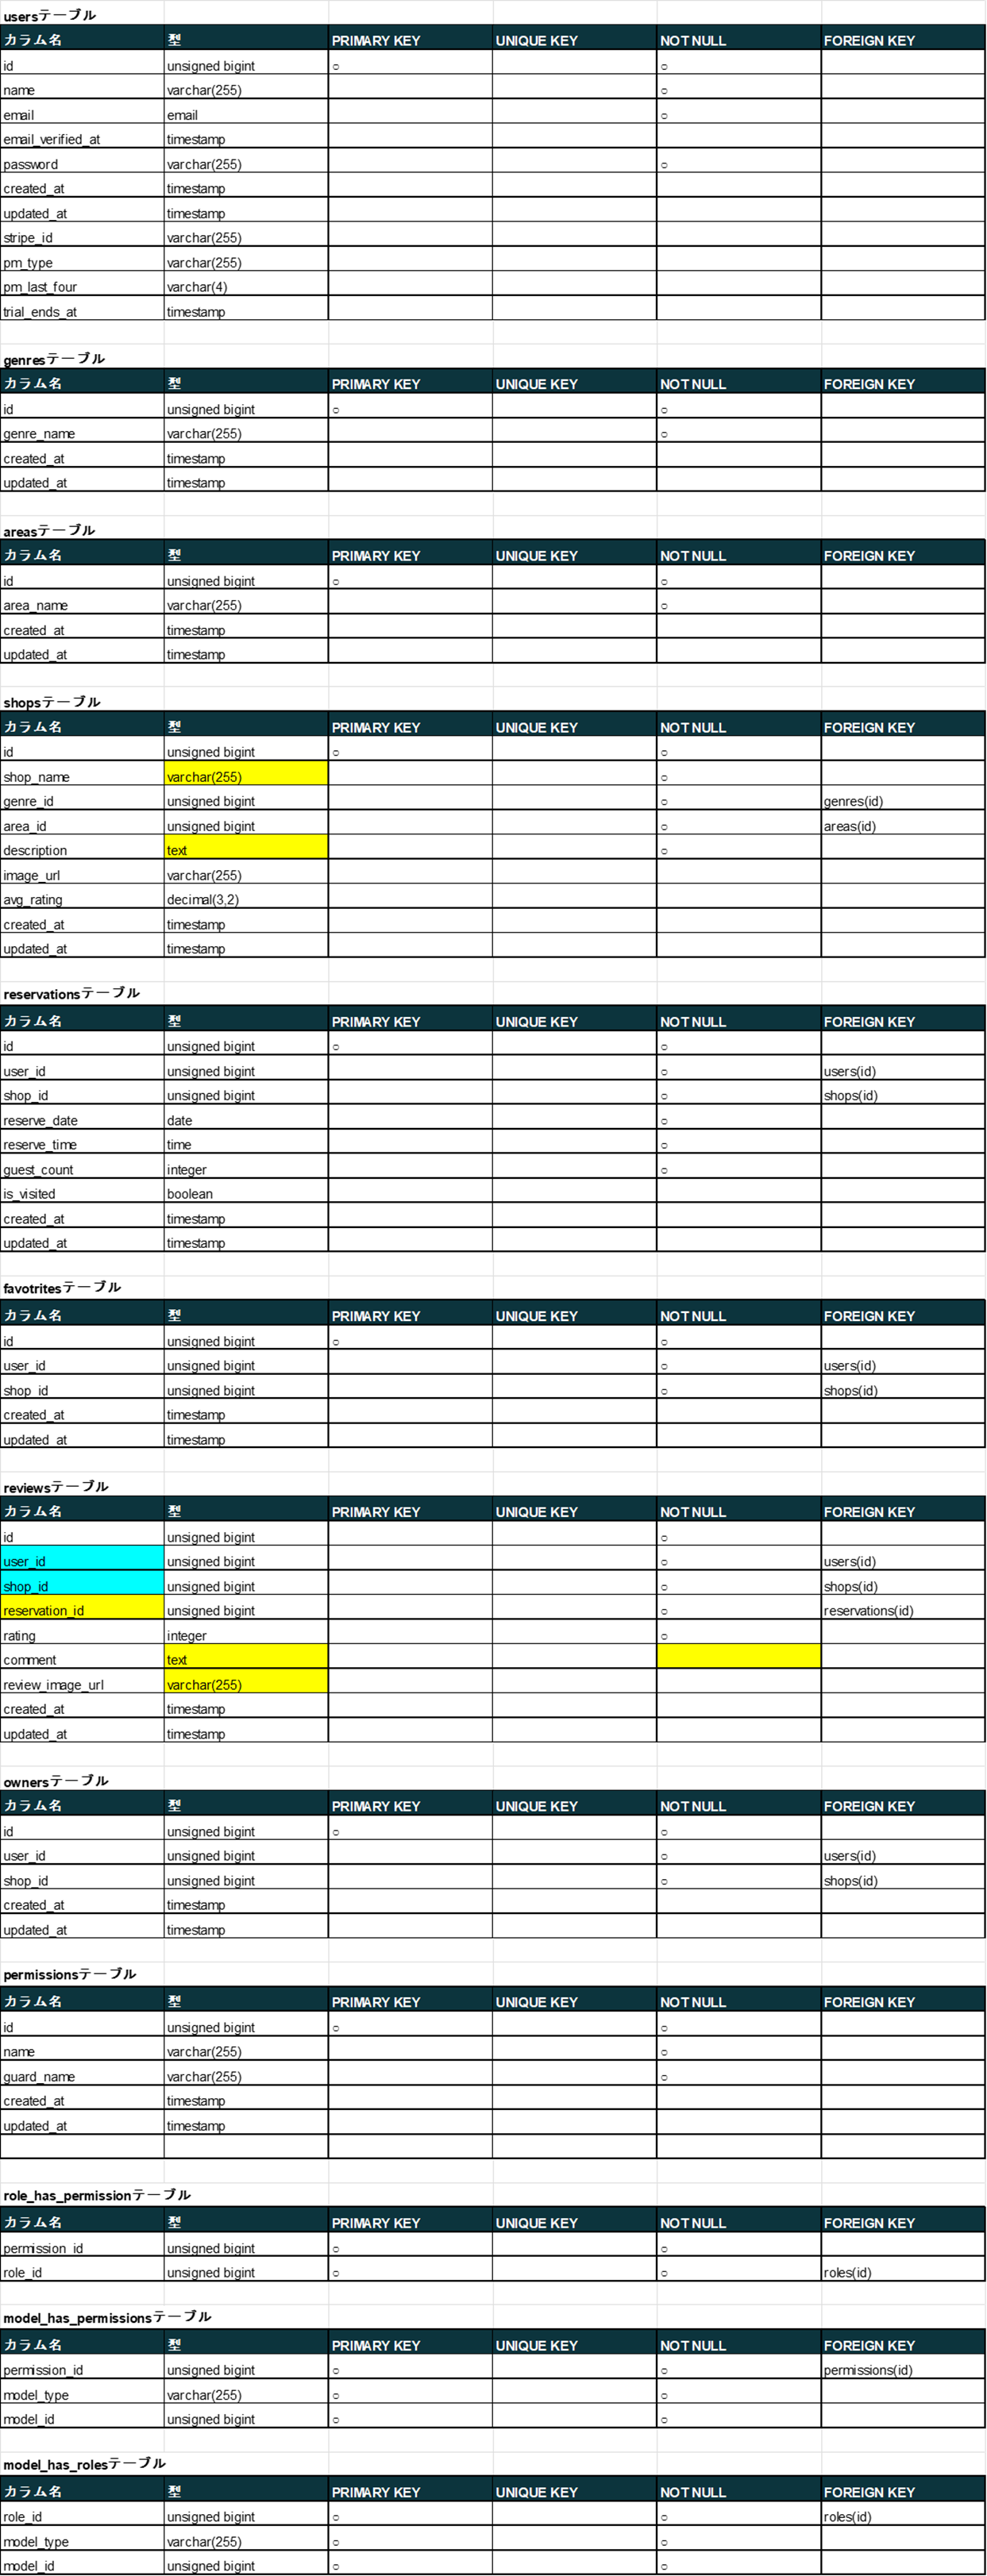 usersテーブル
カラム名 型 PRIMARY KEY UNIQUE KEY NOT NULL FOREIGN KEY
id unsigned bigint ○ ○
name varchar(255) ○
email email ○
email_verified_at timestamp
password varchar(255) ○
created_at timestamp
updated_at timestamp
stripe_id varchar(255)
pm_type varchar(255)
pm_last_four varchar(4)
trial_ends_at timestamp
genresテーブル
カラム名 型 PRIMARY KEY UNIQUE KEY NOT NULL FOREIGN KEY
id unsigned bigint ○ ○
genre_name varchar(255) ○
created_at timestamp
updated_at timestamp
areasテーブル
カラム名 型 PRIMARY KEY UNIQUE KEY NOT NULL FOREIGN KEY
id unsigned bigint ○ ○
area_name varchar(255) ○
created_at timestamp
updated_at timestamp
shopsテーブル
カラム名 型 PRIMARY KEY UNIQUE KEY NOT NULL FOREIGN KEY
id unsigned bigint ○ ○
shop_name varchar(255) ○
genre_id unsigned bigint ○ genres(id)
area_id unsigned bigint ○ areas(id)
description text ○
image_url varchar(255)
avg_rating decimal(3,2)
created_at timestamp
updated_at timestamp
reservationsテーブル
カラム名 型 PRIMARY KEY UNIQUE KEY NOT NULL FOREIGN KEY
id unsigned bigint ○ ○
user_id unsigned bigint ○ users(id)
shop_id unsigned bigint ○ shops(id)
reserve_date date ○
reserve_time time ○
guest_count integer ○
is_visited boolean
created_at timestamp
updated_at timestamp
favotritesテーブル
カラム名 型 PRIMARY KEY UNIQUE KEY NOT NULL FOREIGN KEY
id unsigned bigint ○ ○
user_id unsigned bigint ○ users(id)
shop_id unsigned bigint ○ shops(id)
created_at timestamp
updated_at timestamp
reviewsテーブル
カラム名 型 PRIMARY KEY UNIQUE KEY NOT NULL FOREIGN KEY
id unsigned bigint ○
user_id unsigned bigint ○ users(id)
shop_id unsigned bigint ○ shops(id)
reservation_id unsigned bigint ○ reservations(id)
rating integer ○
comment text
review_image_url varchar(255)
created_at timestamp
updated_at timestamp
ownersテーブル
カラム名 型 PRIMARY KEY UNIQUE KEY NOT NULL FOREIGN KEY
id unsigned bigint ○ ○
user_id unsigned bigint ○ users(id)
shop_id unsigned bigint ○ shops(id)
created_at timestamp
updated_at timestamp
permissionsテーブル
カラム名 型 PRIMARY KEY UNIQUE KEY NOT NULL FOREIGN KEY
id unsigned bigint ○ ○
name varchar(255) ○
guard_name varchar(255) ○
created_at timestamp
updated_at timestamp
role_has_permissionテーブル
カラム名 型 PRIMARY KEY UNIQUE KEY NOT NULL FOREIGN KEY
permission_id unsigned bigint ○ ○
role_id unsigned bigint ○ ○ roles(id)
model_has_permissionsテーブル
カラム名 型 PRIMARY KEY UNIQUE KEY NOT NULL FOREIGN KEY
permission_id unsigned bigint ○ ○ permissions(id)
model_type varchar(255) ○ ○
model_id unsigned bigint ○ ○
model_has_rolesテーブル
カラム名 型 PRIMARY KEY UNIQUE KEY NOT NULL FOREIGN KEY
role_id unsigned bigint ○ ○ roles(id)
model_type varchar(255) ○ ○
model_id unsigned bigint ○ ○